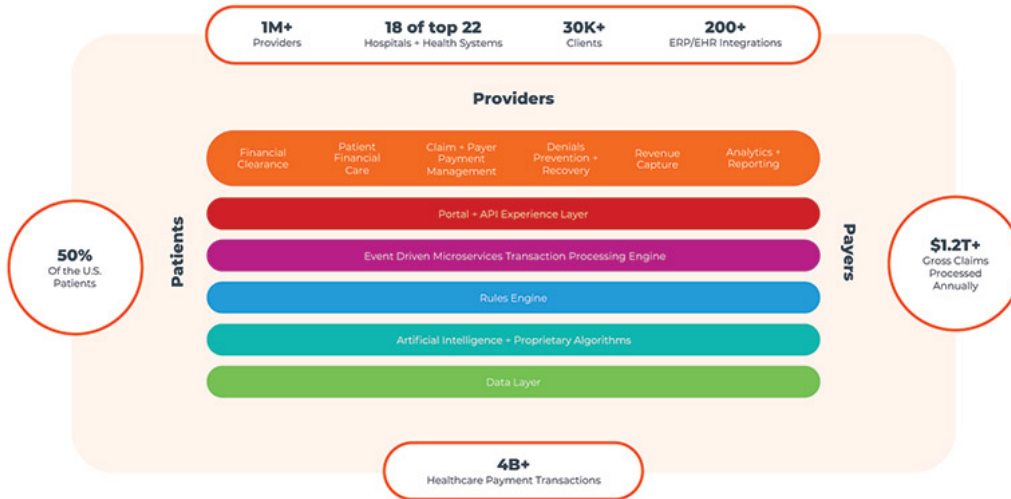 1M+
Providers
18 of top 22
Hospitals + Health Systems
30K+
Clients
200+
ERP/EHR Integrations
Providers
Financial
Clearance
Patient
Financial
Care
Claim + Payer
Payment
Management
Denials
Prevention +
Recovery
Revenue
Capture
Analytics +
Reporting
Portal + API Experience Layer
Event Driven Microservices Transaction Processing Engine
Rules Engine
Artificial Intelligence + Proprietary Algorithms
Data Layer
Patients
Payers
50%
Of the U.S.
Patients
$1.2T+
Gross Claims
Processed
Annually
4B+
Healthcare Payment Transactions